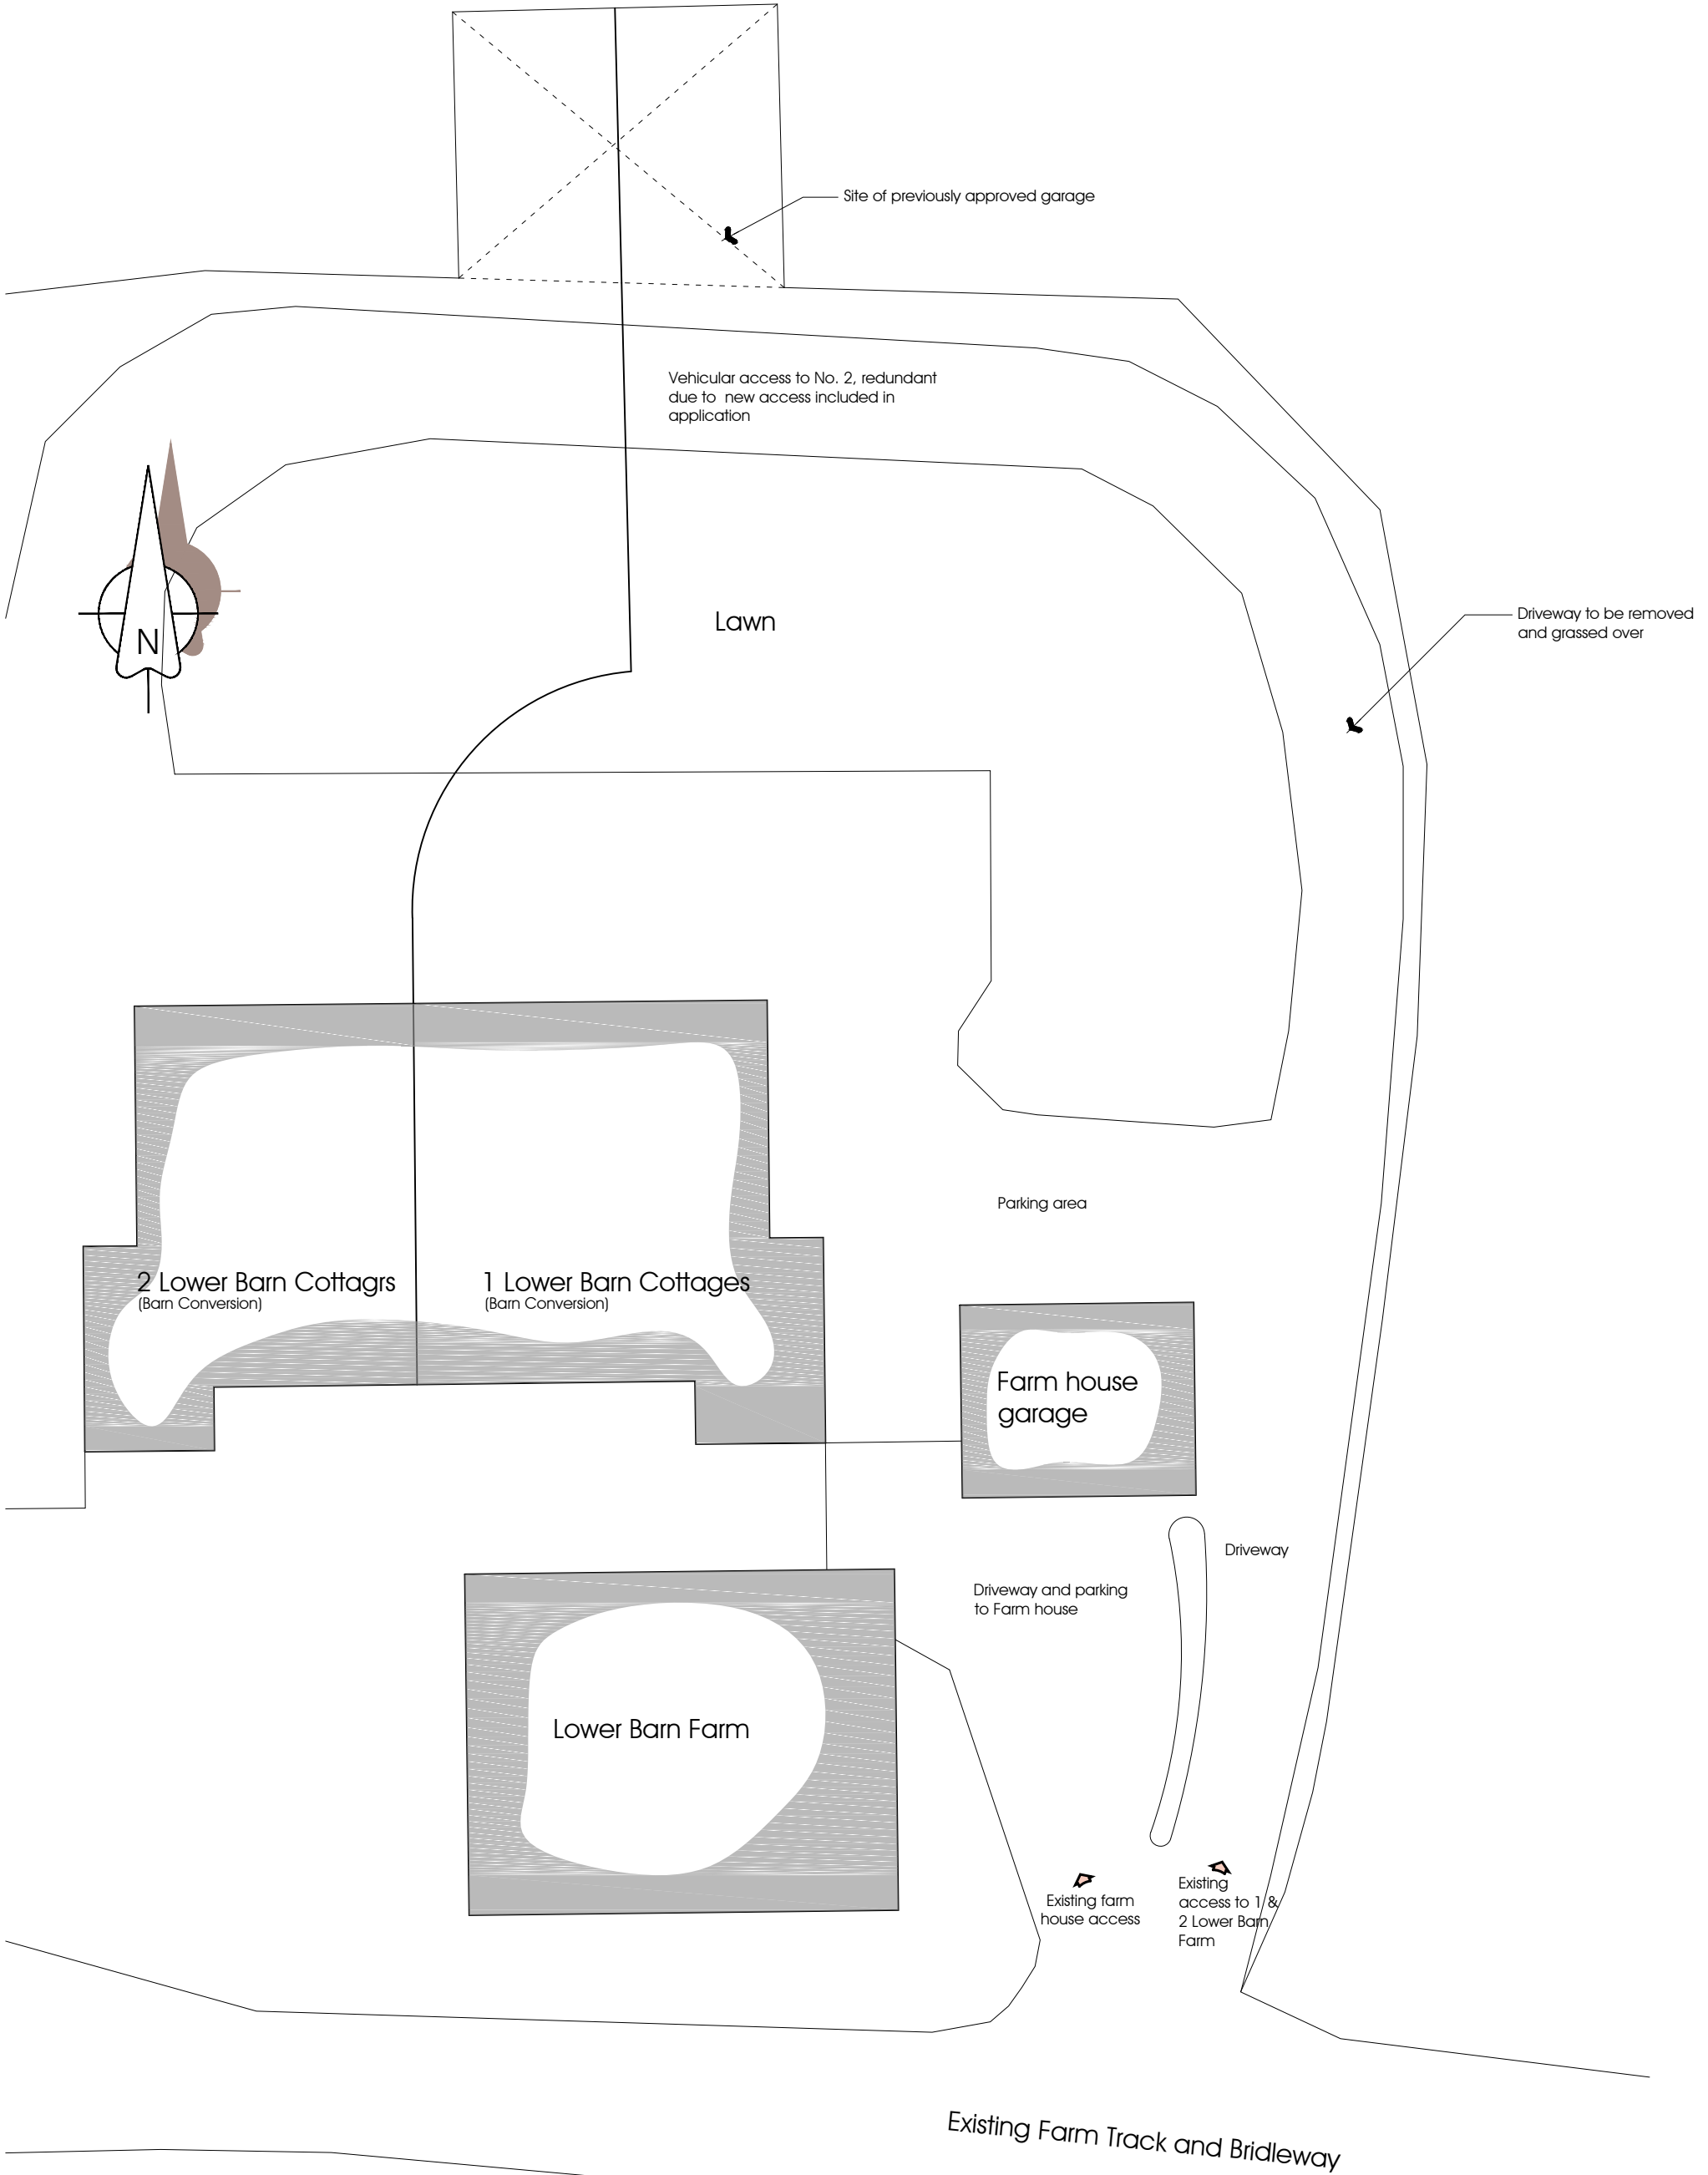 Site of previously approved garage
Vehicular access to No. 2, redundant
due to new access included in
application
N
Lawn
Driveway to be removed
and grassed over
Parking area
2 Lower Barn Cottagrs
(Barn Conversion)
1 Lower Barn Cottages
(Barn Conversion)
Farm house
garage
Driveway
Driveway and parking
to Farm house
Lower Barn Farm
Existing farm
house access
Existing
access to 1 &
2 Lower Barn
Farm
Existing Farm Track and Bridleway